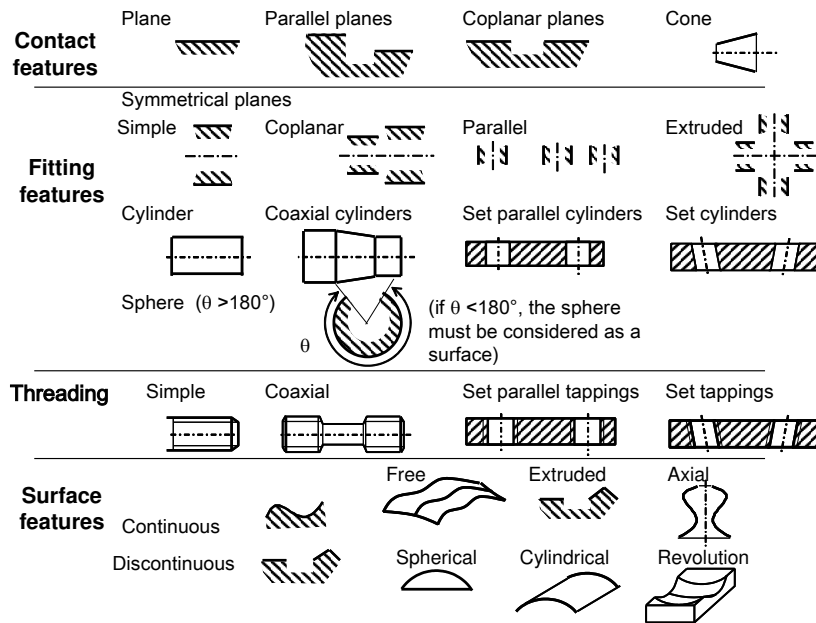 Contact features
Plane
Parallel planes
Coplanar planes
Cone
Fitting features
Symmetrical planes
Simple
Coplanar
Parallel
Extruded
Cylinder
Coaxial cylinders
Set parallel cylinders
Set cylinders
Sphere (θ >180°)
θ
(if θ <180°, the sphere
must be considered as a
surface)
Threading
Simple
Coaxial
Set parallel tappings
Set tappings
Surface features
Continuous
Discontinuous
Free
Extruded
Axial
Spherical
Cylindrical
Revolution